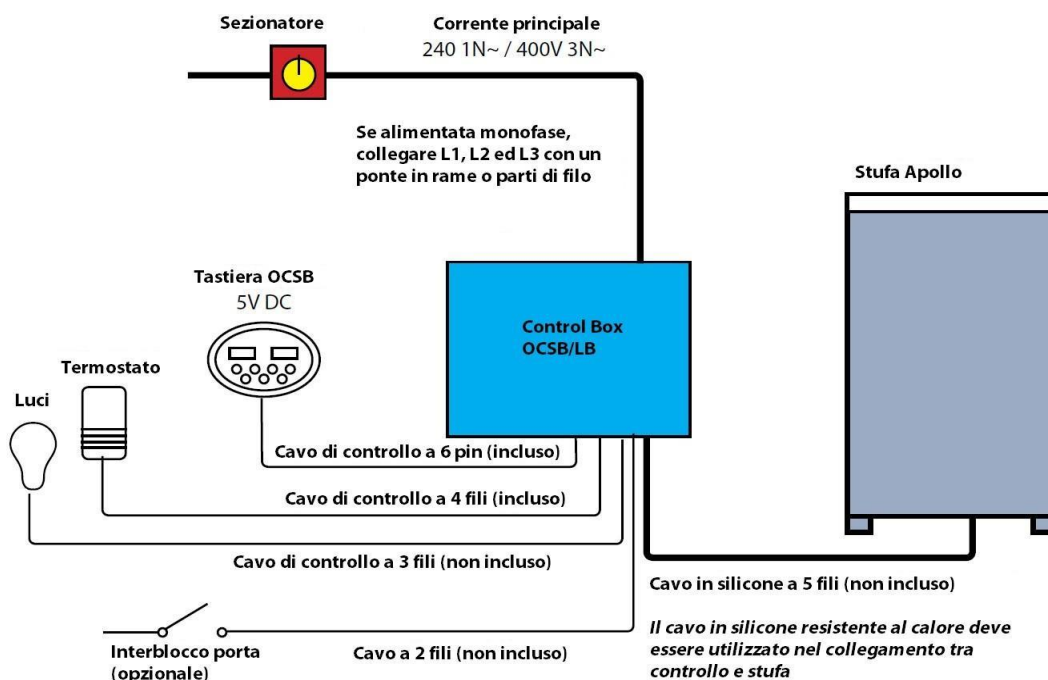 Sezionatore
Corrente principale
240 1N~ / 400V 3N~
Se alimentata monofase,
collegare L1, L2 ed L3 con un
ponte in rame o parti di filo
Stufa Apollo
Tastiera OCSB
5V DC
Control Box
OCSB/LB
Termostato
Luci
Cavo di controllo a 6 pin (incluso)
Cavo di controllo a 4 fili (incluso)
Cavo di controllo a 3 fili (non incluso)
Cavo in silicone a 5 fili (non incluso)
Interblocco porta
(opzionale)
Cavo a 2 fili (non incluso)
Il cavo in silicone resistente al calore deve
essere utilizzato nel collegamento tra
controllo e stufa